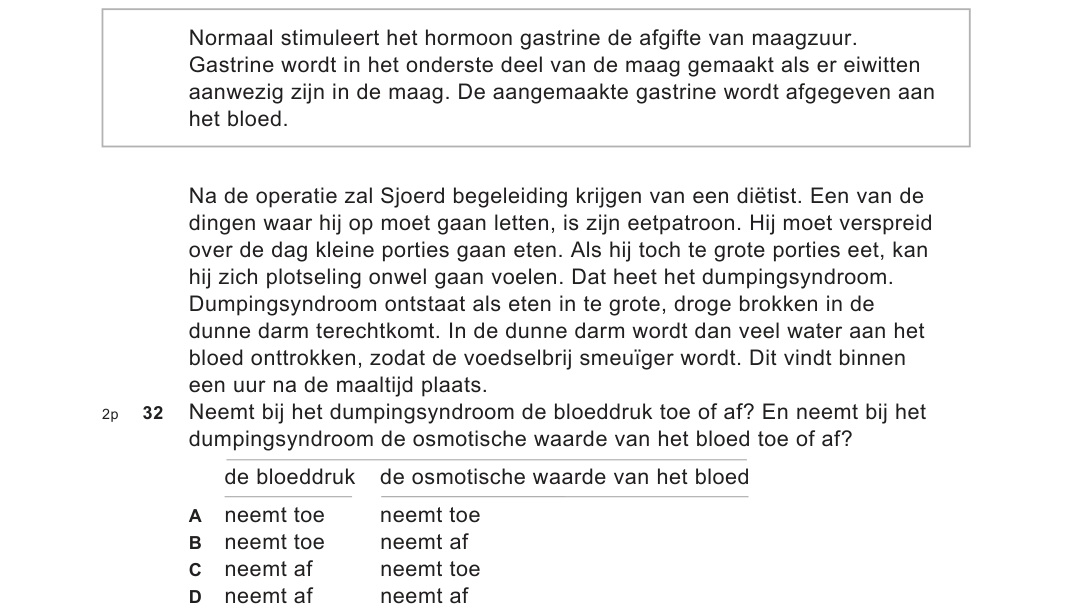 Normaal stimuleert het hormoon gastrine de afgifte van maagzuur.
Gastrine wordt in het onderste deel van de maag gemaakt als er eiwitten
aanwezig zijn in de maag. De aangemaakte gastrine wordt afgegeven aan
het bloed.
Na de operatie zal Sjoerd begeleiding krijgen van een diëtist. Een van de
dingen waar hij op moet gaan letten, is zijn eetpatroon. Hij moet verspreid
over de dag kleine porties gaan eten. Als hij toch te grote porties eet, kan
hij zich plotseling onwel gaan voelen. Dat heet het dumpingsyndroom.
Dumpingsyndroom ontstaat als eten in te grote, droge brokken in de
dunne darm terechtkomt. In de dunne darm wordt dan veel water aan het
bloed onttrokken, zodat de voedselbrij smeuïger wordt. Dit vindt binnen
een uur na de maaltijd plaats.
2p 32 Neemt bij het dumpingsyndroom de bloeddruk toe of af? En neemt bij het
dumpingsyndroom de osmotische waarde van het bloed toe of af?
de bloeddruk de osmotische waarde van het bloed
A neemt toe neemt toe
B neemt toe neemt af
C neemt af neemt toe
D neemt af neemt af